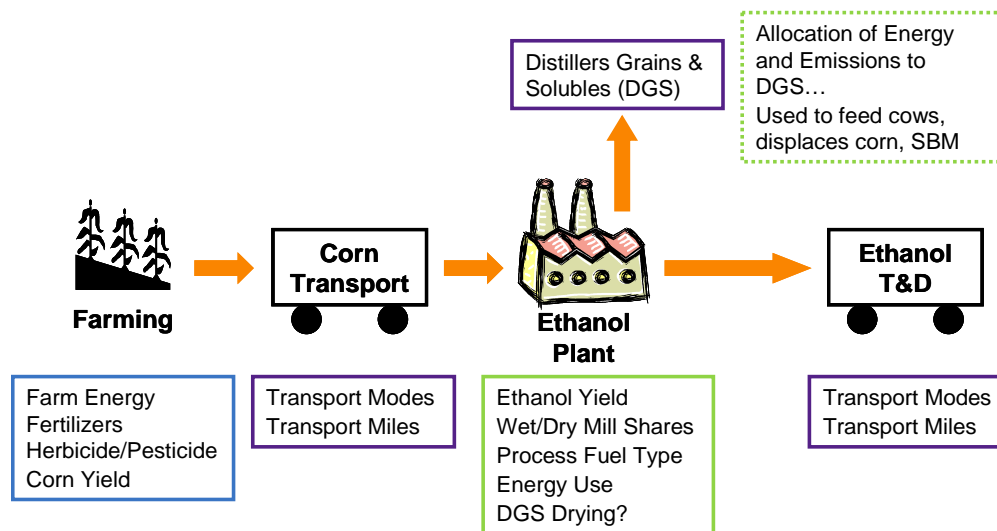 Distillers Grains &
Solubles (DGS)
Allocation of Energy
and Emissions to
DGS…
Used to feed cows,
displaces corn, SBM
Farming
Corn
Transport
Ethanol
Plant
Ethanol
T&D
Farm Energy
Fertilizers
Herbicide/Pesticide
Corn Yield
Transport Modes
Transport Miles
Ethanol Yield
Wet/Dry Mill Shares
Process Fuel Type
Energy Use
DGS Drying?
Transport Modes
Transport Miles